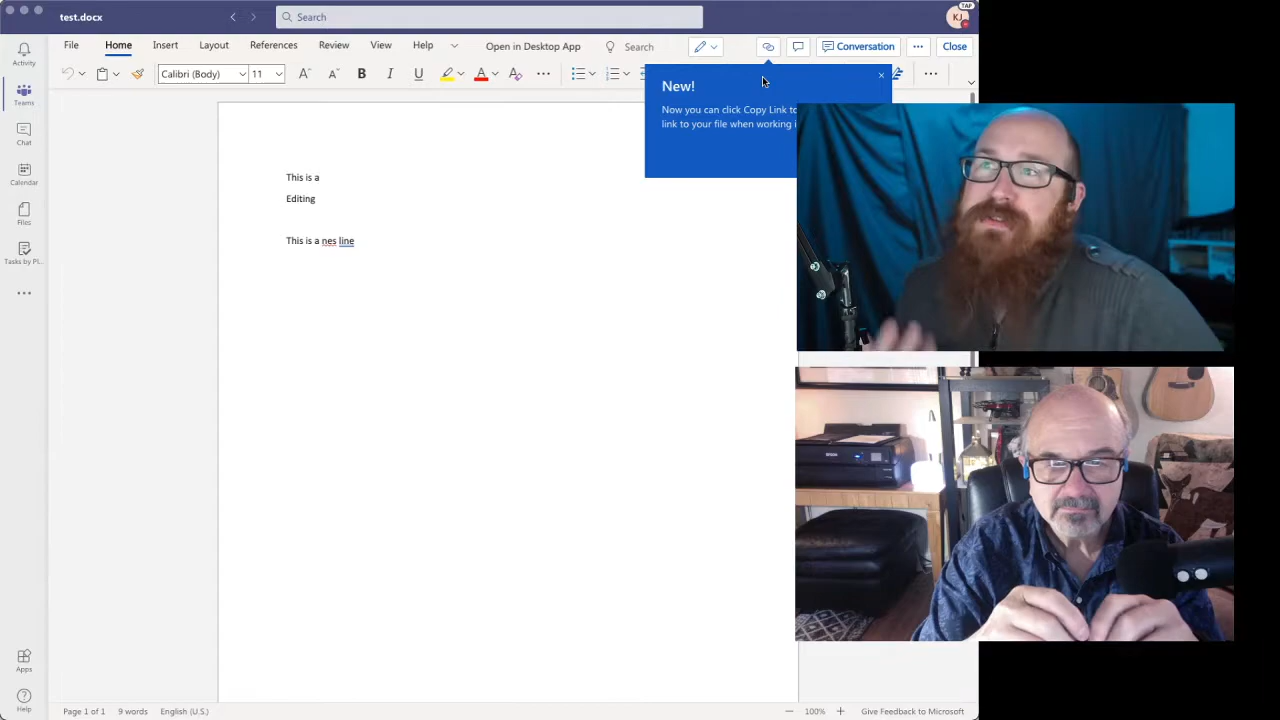 test.docx
Search
KJ
TAP
Activity
Teams
Chat
Calendar
Files
Tasks by Pl...
Apps
Help
File Home Insert Layout References Review View Help Open in Desktop App Search Conversation Close
Calibri (Body) 11 B I U A
New!
Now you can click Copy Link to
link to your file when working i
This is a
Editing
This is a nes line
EPSON
Page 1 of 1 9 words English (U.S.) 100% Give Feedback to Microsoft